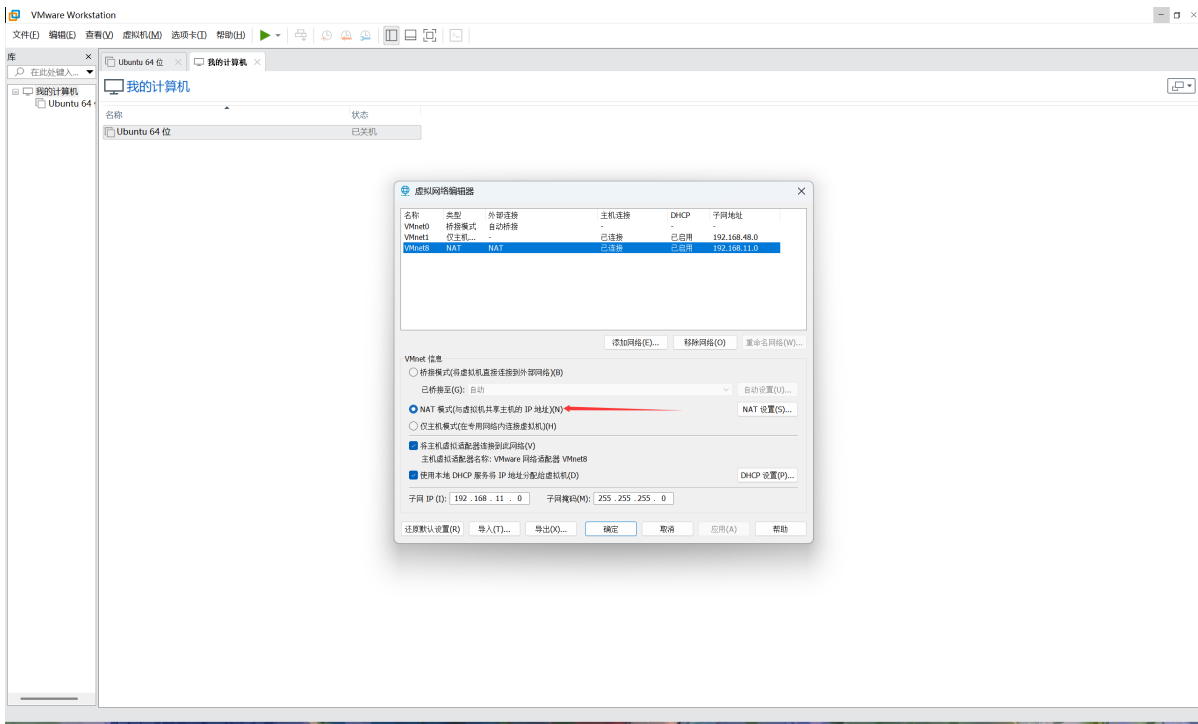 VMware Workstation
文件(F) 编辑(E) 查看(V) 虚拟机(M) 选项卡(T) 帮助(H)
库
在此处键入...
我的计算机
Ubuntu 64
Ubuntu 64 位 我的计算机
我的计算机
名称 状态
Ubuntu 64 位 已关机
虚拟网络编辑器
名称 类型 外部连接 主机连接 DHCP 子网地址
VMnet0 桥接模式 自动桥接 - - -
VMnet1 仅主机... - 已连接 已启用 192.168.48.0
VMnet8 NAT NAT 已连接 已启用 192.168.11.0
添加网络(E)... 移除网络(O) 重命名网络(W)...
VMnet 信息
桥接模式(将虚拟机直接连接到外部网络)(B)
已桥接至(G): 自动 自动设置(U)...
NAT 模式(与虚拟机共享主机的 IP 地址)(N) NAT 设置(S)...
仅主机模式(在专用网络内连接虚拟机)(H)
将主机虚拟适配器连接到此网络(V)
主机虚拟适配器名称: VMware 网络适配器 VMnet8
使用本地 DHCP 服务将 IP 地址分配给虚拟机(D) DHCP 设置(P)...
子网 IP (I): 192 . 168 . 11 . 0 子网掩码(M): 255 . 255 . 255 . 0
还原默认设置(R) 导入(T)... 导出(X)... 确定 取消 应用(A) 帮助